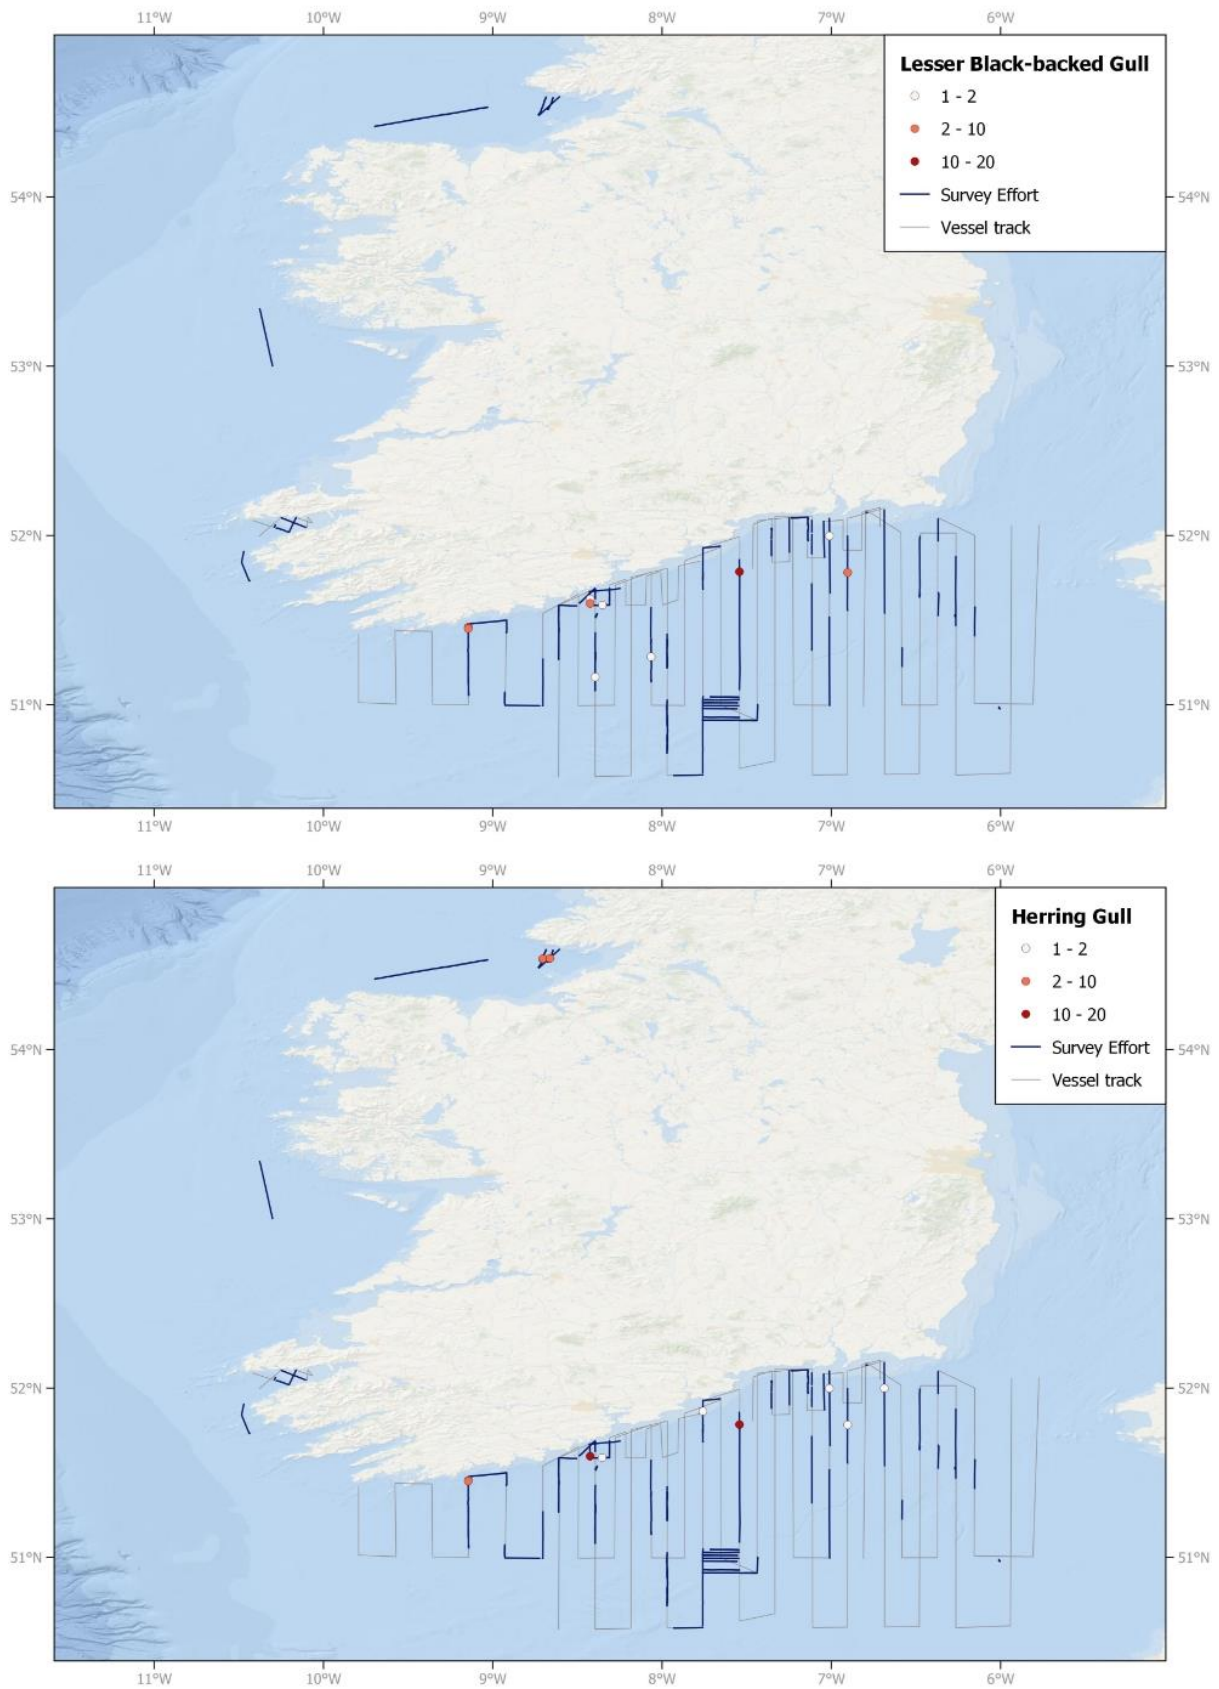 11°W 10°W 9°W 8°W 7°W 6°W
Lesser Black-backed Gull
1 - 2
2 - 10
10 - 20
Survey Effort
Vessel track
54°N 54°N
53°N 53°N
52°N 52°N
51°N 51°N
11°W 10°W 9°W 8°W 7°W 6°W
11°W 10°W 9°W 8°W 7°W 6°W
Herring Gull
1 - 2
2 - 10
10 - 20
Survey Effort
Vessel track
54°N 54°N
53°N 53°N
52°N 52°N
51°N 51°N
11°W 10°W 9°W 8°W 7°W 6°W